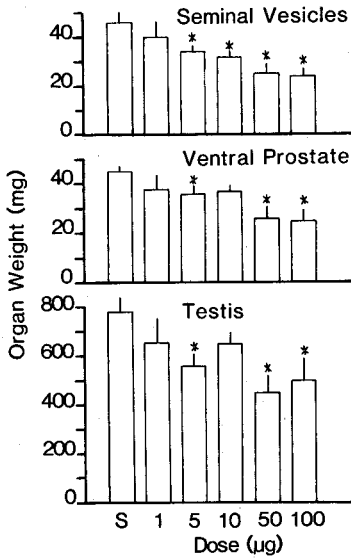 Seminal Vesicles
40
20
0
* * * *
Ventral Prostate
40
20
0
* * *
Testis
800
600
400
200
0
* * *
S 1 5 10 50 100
Dose (µg)
Organ Weight (mg)